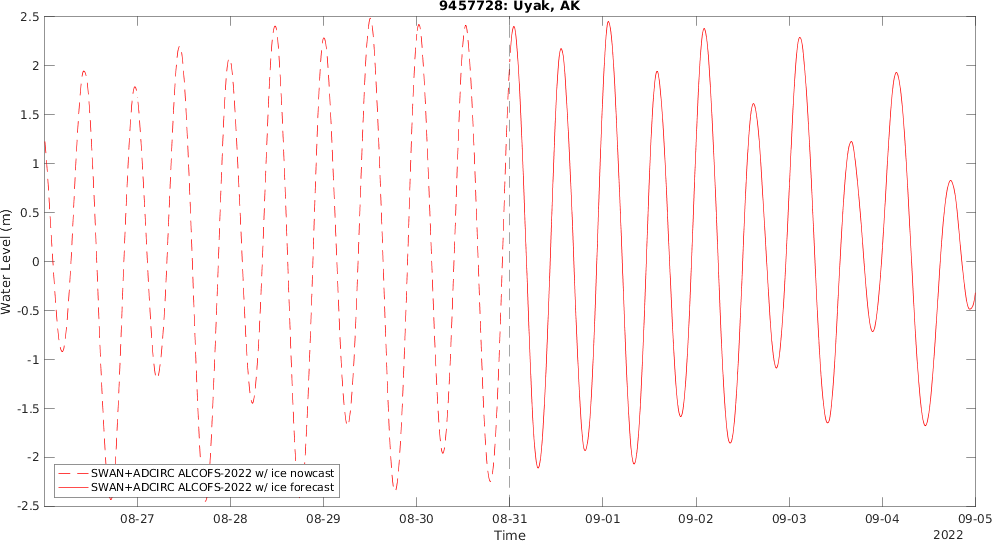 9457728: Uyak, AK
2.5
2
1.5
1
0.5
0
-0.5
-1
-1.5
-2
-2.5
Water Level (m)
SWAN+ADCIRC ALCOFS-2022 w/ ice nowcast
SWAN+ADCIRC ALCOFS-2022 w/ ice forecast
08-27 08-28 08-29 08-30 08-31 09-01 09-02 09-03 09-04 09-05
Time
2022